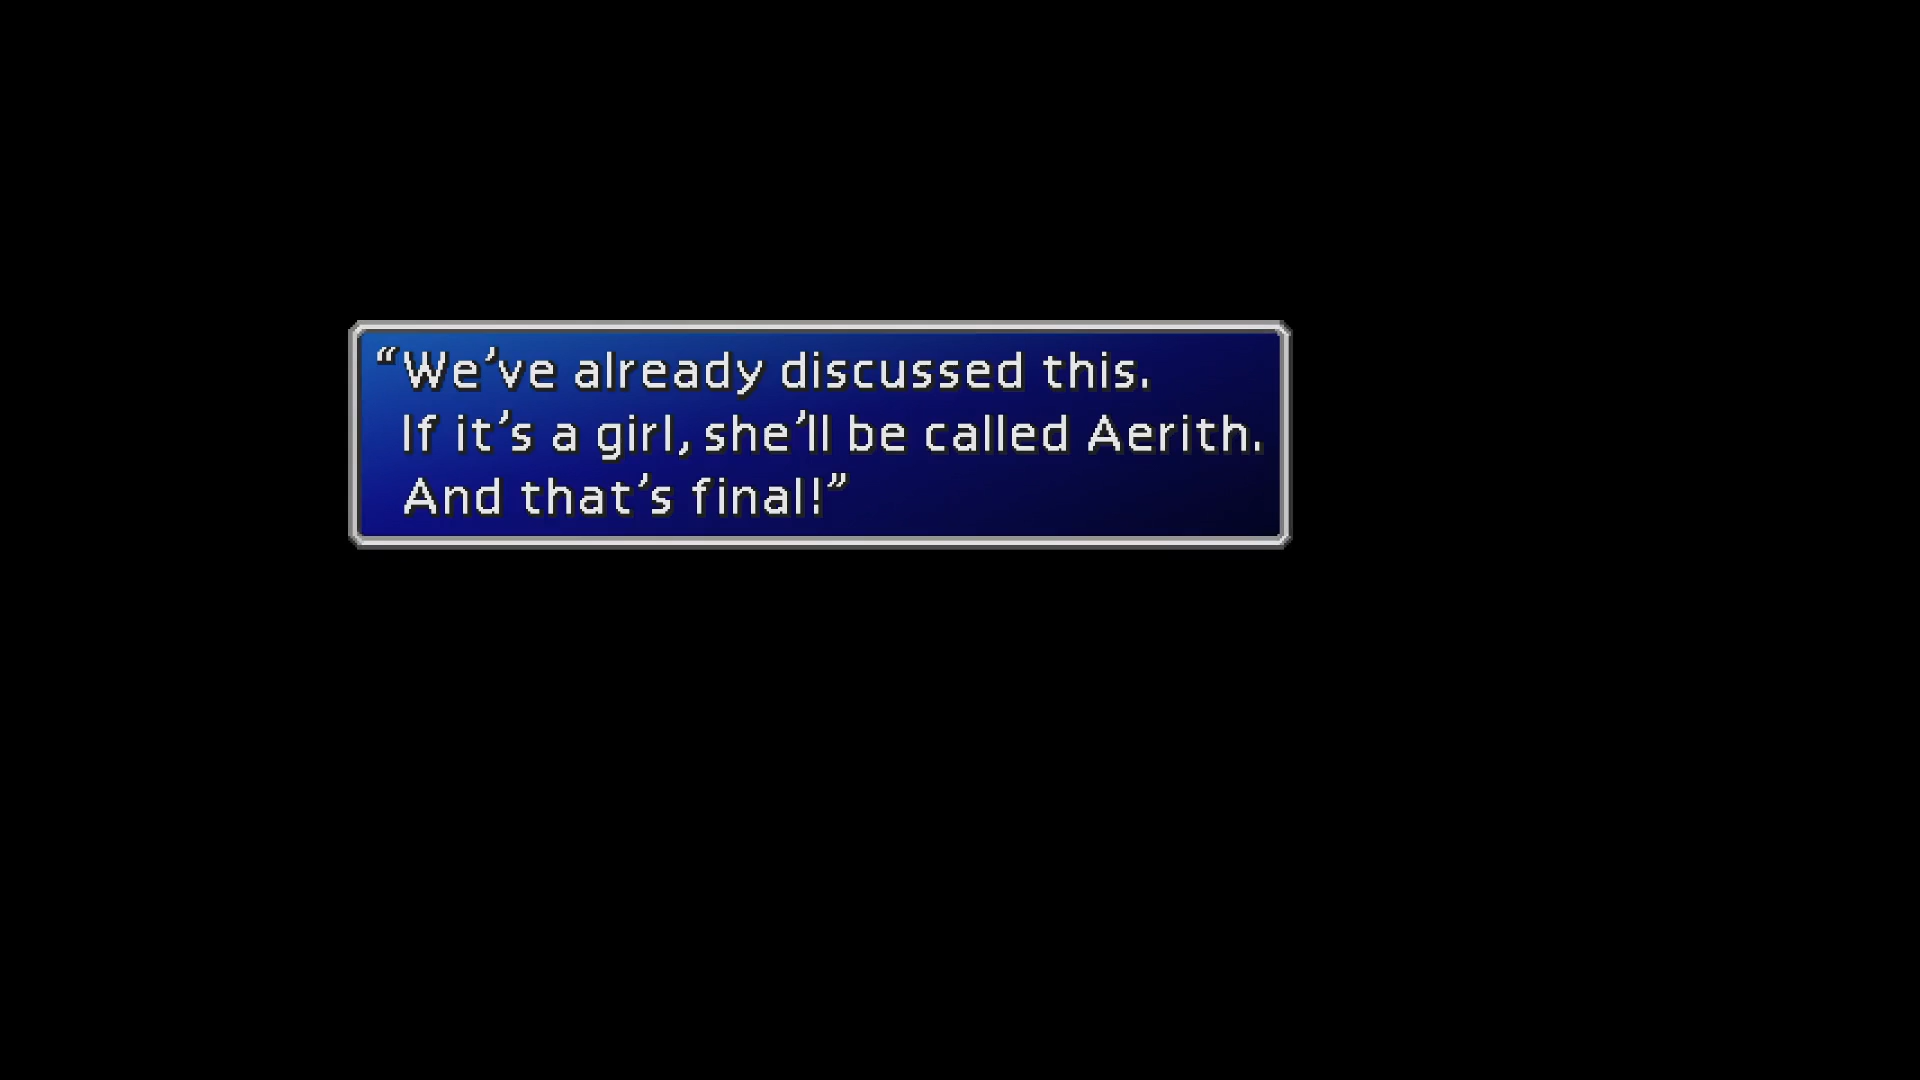 “We’ve already discussed this.
If it’s a girl, she’ll be called Aerith.
And that’s final!”